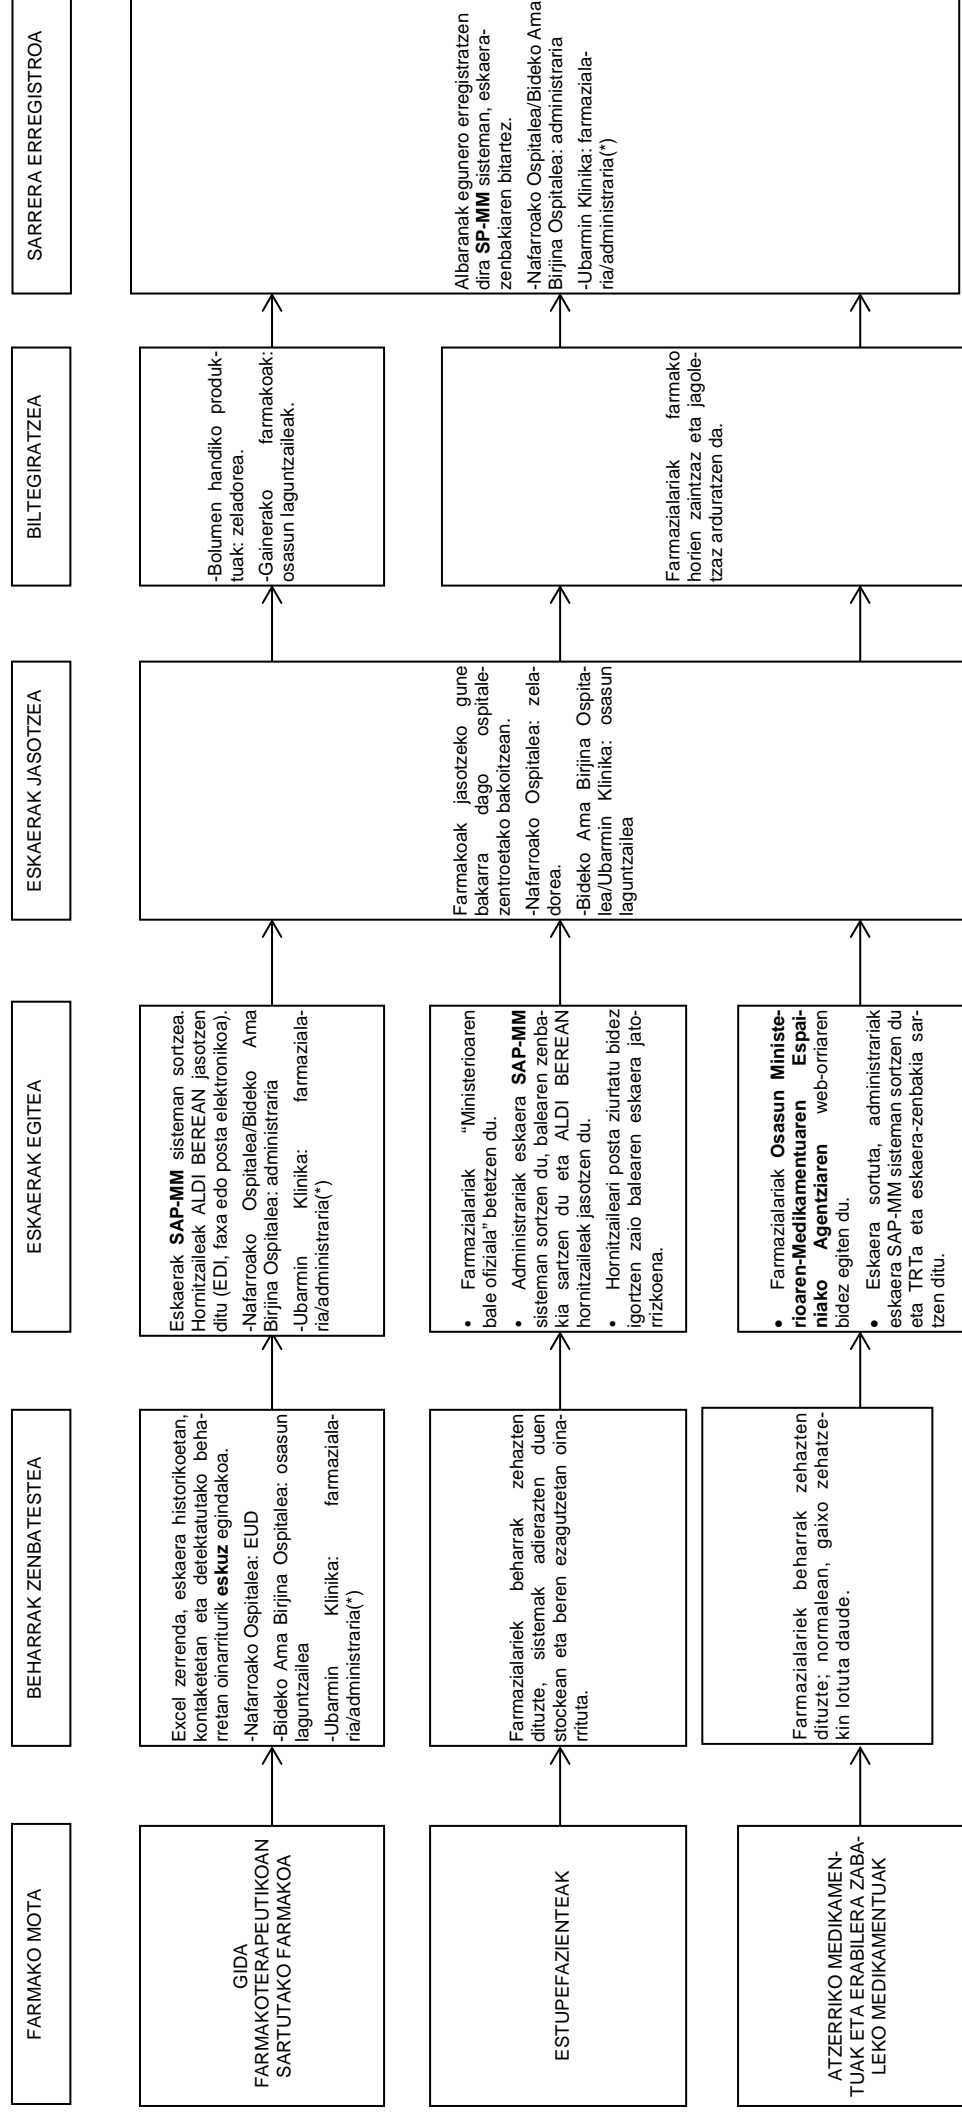 FARMAKO MOTA
BEHARRAK ZENBATESTEA
ESKAERAK EGITEA
ESKAERAK JASOTZEA
BILTEGIRATZEA
SARRERA ERREGISTROA
GIDA
FARMAKOTERAPEUTIKOAN
SARTUTAKO FARMAKOA
Excel zerrenda, eskaera historikoetan,
kontaketetan eta detektatutako beha-
rretan oinarriturik eskuz egindakoa.
-Nafarroako Ospitalea: EUD
-Bideko Ama Birjina Ospitalea: osasun
laguntzailea
-Ubarmin Klinika: farmaziala-
ria/administraria(*)
Eskaerak SAP-MM sisteman sortzea.
Hornitzaileak ALDI BEREAN jasotzen
ditu (EDI, faxa edo posta elektronikoa).
-Nafarroako Ospitalea/Bideko Ama
Birjina Ospitalea: administraria
-Ubarmin Klinika: farmaziala-
ria/administraria(*)
Farmakoak jasotzeko gune
bakarra dago ospitale-
zentroetako bakoitzean.
-Nafarroako Ospitalea: zela-
dorea.
-Bideko Ama Birjina Ospita-
lea/Ubarmin Klinika: osasun
laguntzailea
-Bolumen handiko produk-
tuak: zeladorea.
-Gainerako farmakoak:
osasun laguntzaileak.
Albaranak egunero erregistratzen
dira SP-MM sisteman, eskaera-
zenbakiaren bitartez.
-Nafarroako Ospitalea/Bideko Ama
Birjina Ospitalea: administraria
-Ubarmin Klinika: farmaziala-
ria/administraria(*)
ESTUPEFAZIENTEAK
Farmazialariek beharrak zehazten
dituzte, sistemak adierazten duen
stockean eta beren ezagutzetan oina-
rrituta.
• Farmazialariak "Ministerioaren
bale ofiziala" betetzen du.
• Administrariak eskaera SAP-MM
sisteman sortzen du, balearen zenba-
kia sartzen du eta ALDI BEREAN
hornitzaileak jasotzen du.
• Hornitzaileari posta ziurtatu bidez
igortzen zaio balearen eskaera jato-
rrizkoena.
Farmazialariak farmako
horien zaintzaz eta jagole-
tzaz arduratzen da.
ATZERRIKO MEDIKAMEN-
TUAK ETA ERABILERA ZABA-
LEKO MEDIKAMENTUAK
Farmazialariek beharrak zehazten
dituzte; normalean, gaixo zehatze-
kin lotuta daude.
• Farmazialariak Osasun Ministe-
rioaren-Medikamentuaren Espai-
niako Agentziaren web-orriaren
bidez egiten du.
• Eskaera sortuta, administrariak
eskaera SAP-MM sisteman sortzen du
eta TRTa eta eskaera-zenbakia sar-
tzen ditu.